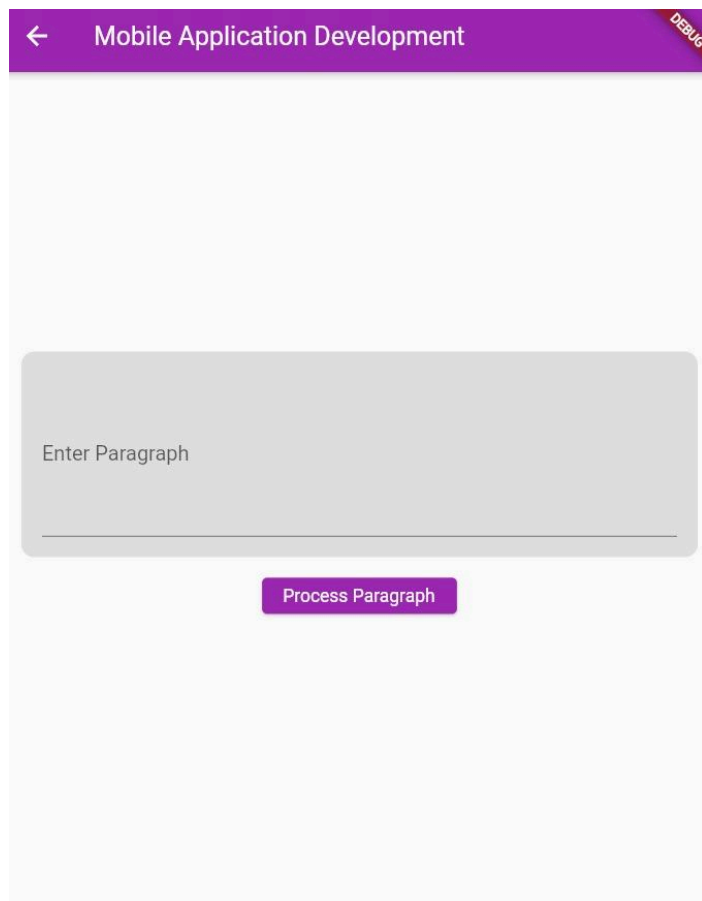 Mobile Application Development
DEBUG
Enter Paragraph
Process Paragraph